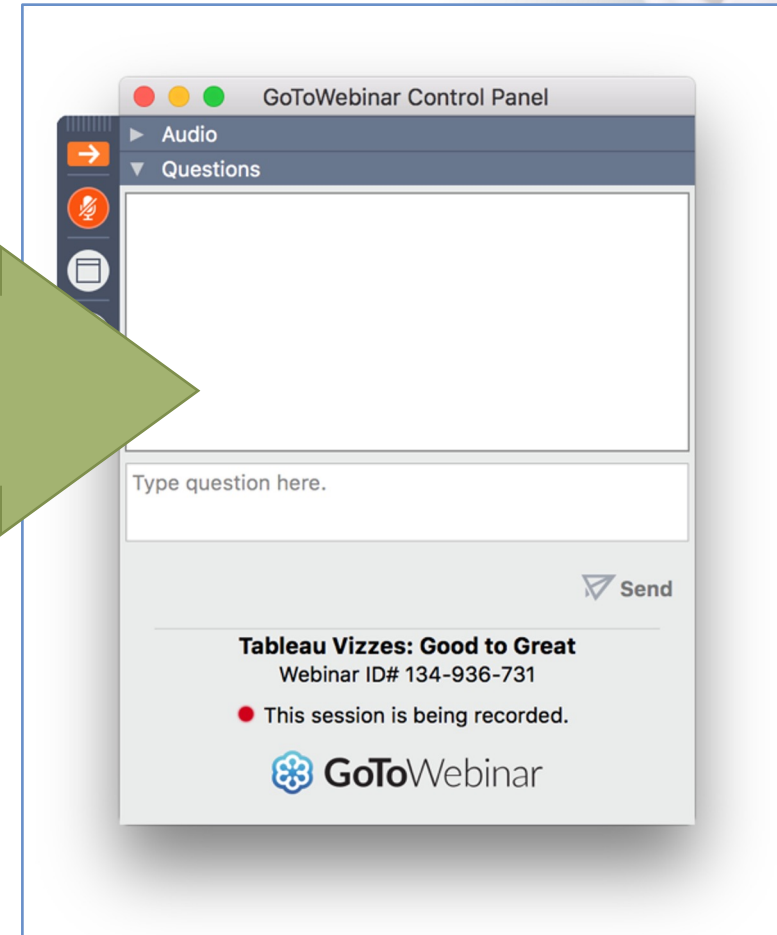 GoToWebinar Control Panel
Audio
Questions
Type question here.
Send
Tableau Vizzes: Good to Great
Webinar ID# 134-936-731
This session is being recorded.
GoToWebinar